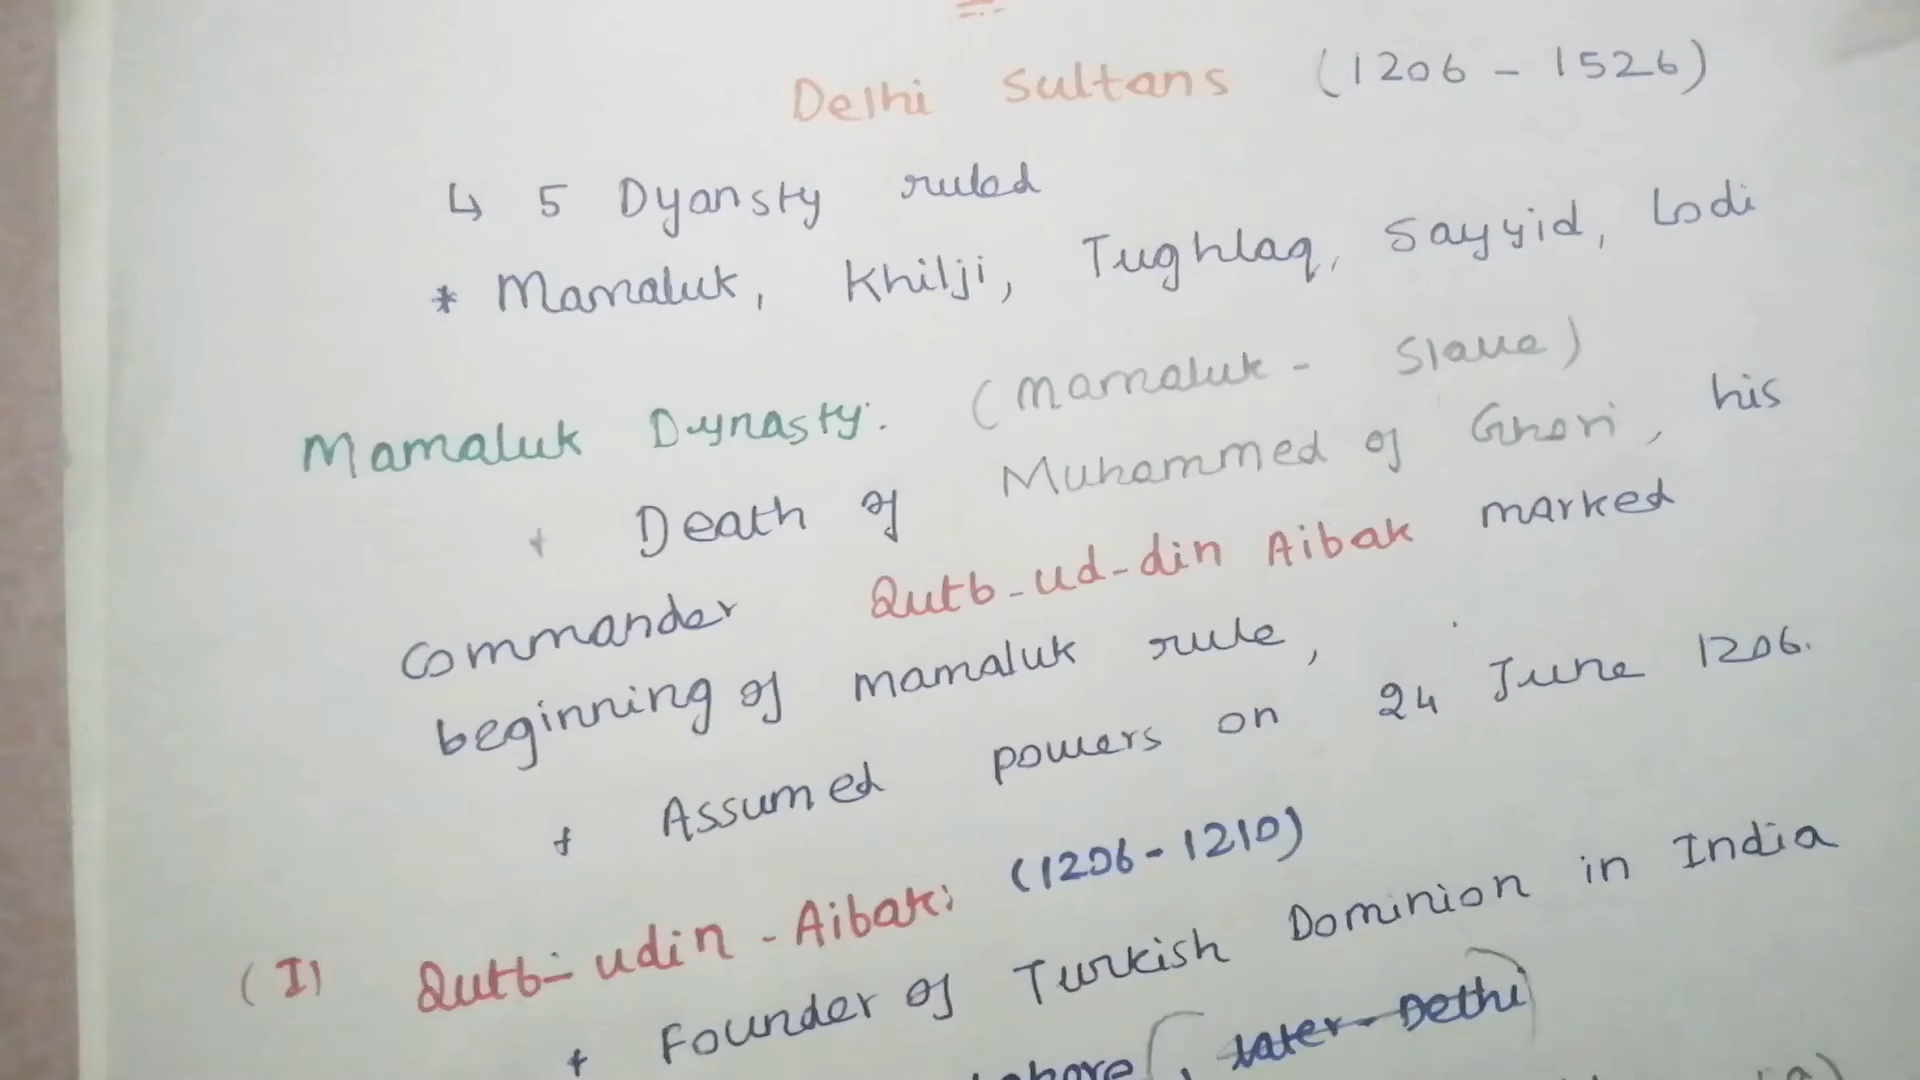 Delhi Sultans (1206 - 1526)
↳ 5 Dyansty ruled
* Mamaluk, Khilji, Tughlaq, Sayyid, Lodi
Mamaluk Dynasty: (Mamaluk - Slave)
+ Death of Muhammed of Ghori, his
commander Qutb-ud-din Aibak marked
beginning of mamaluk rule,
+ Assumed powers on 24 June 1206.
(I) Qutb-udin-Aibak: (1206-1210)
+ Founder of Turkish Dominion in India
, later-Delhi)